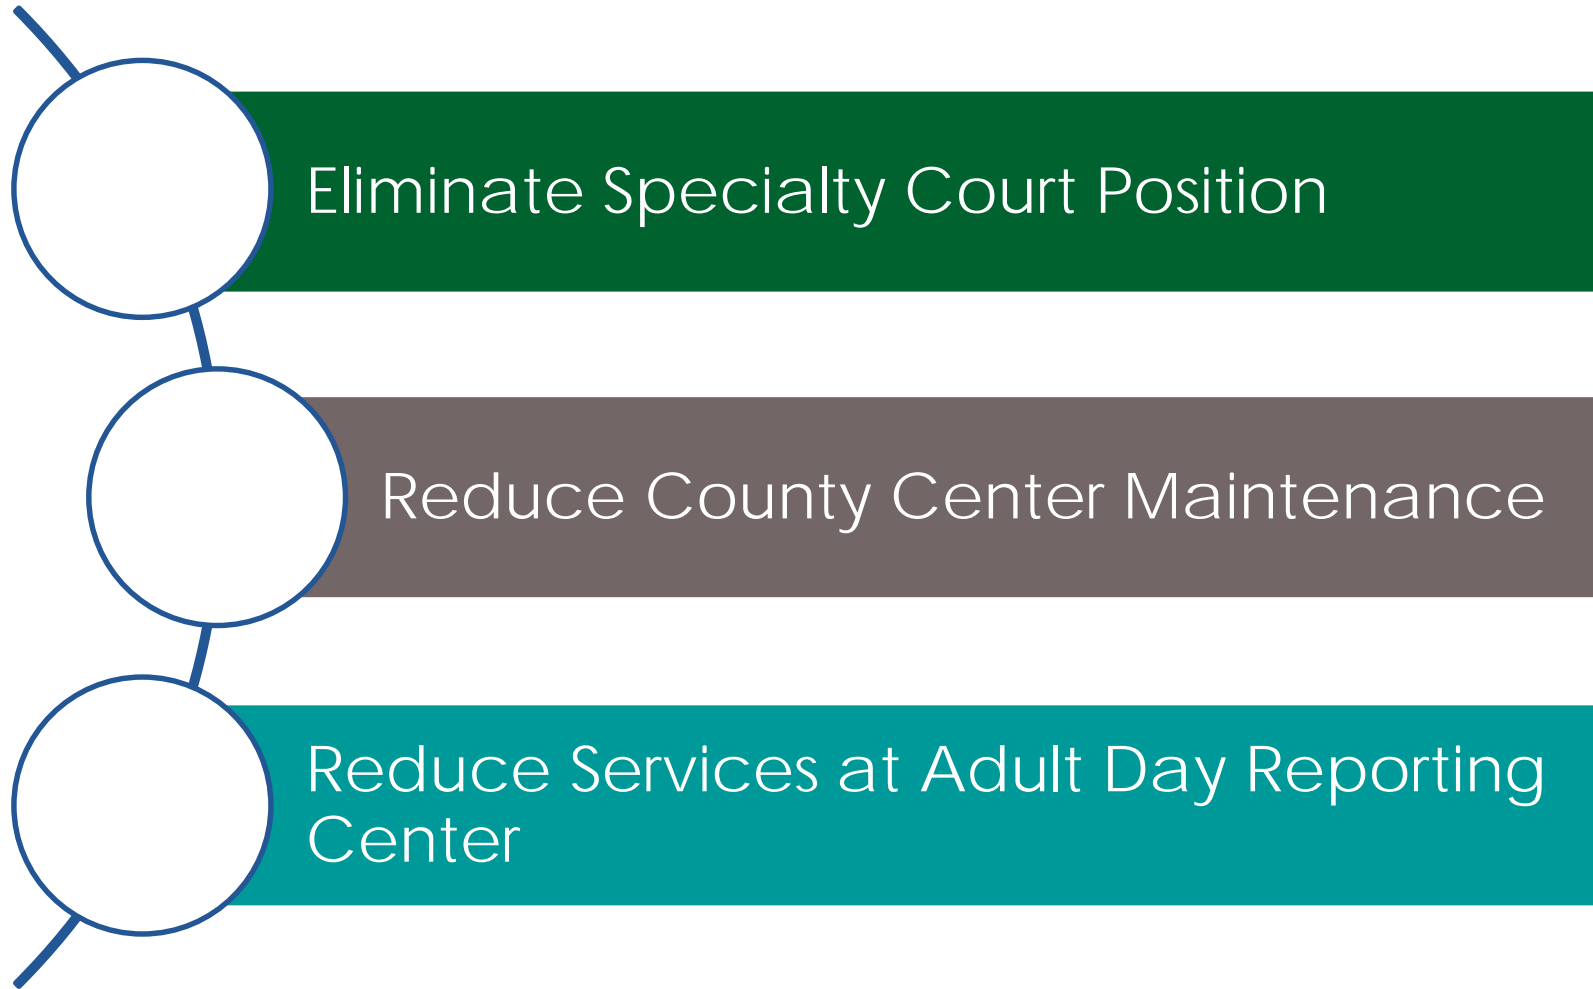 Eliminate Specialty Court Position
Reduce County Center Maintenance
Reduce Services at Adult Day Reporting
Center